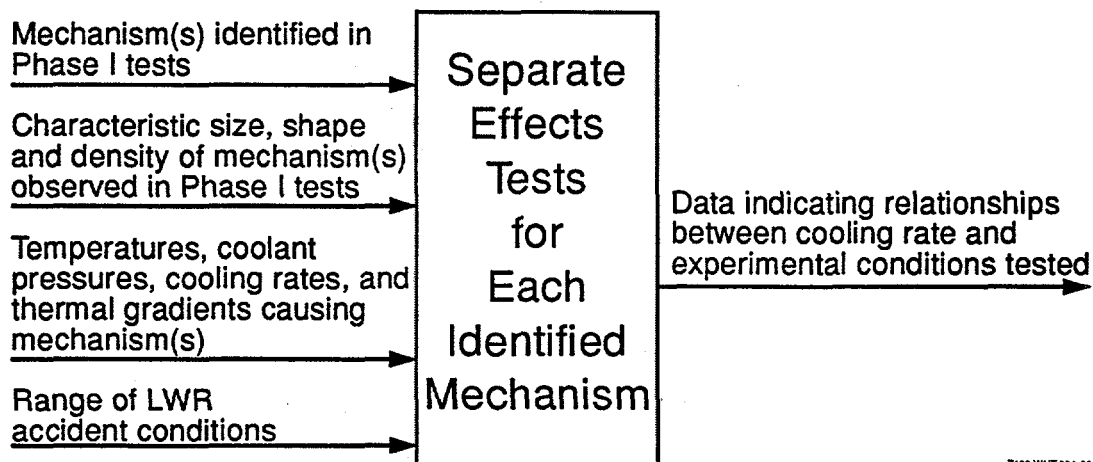 Mechanism(s) identified in
Phase I tests
Characteristic size, shape
and density of mechanism(s)
observed in Phase I tests
Temperatures, coolant
pressures, cooling rates, and
thermal gradients causing
mechanism(s)
Range of LWR
accident conditions
Separate
Effects
Tests
for
Each
Identified
Mechanism
Data indicating relationships
between cooling rate and
experimental conditions tested